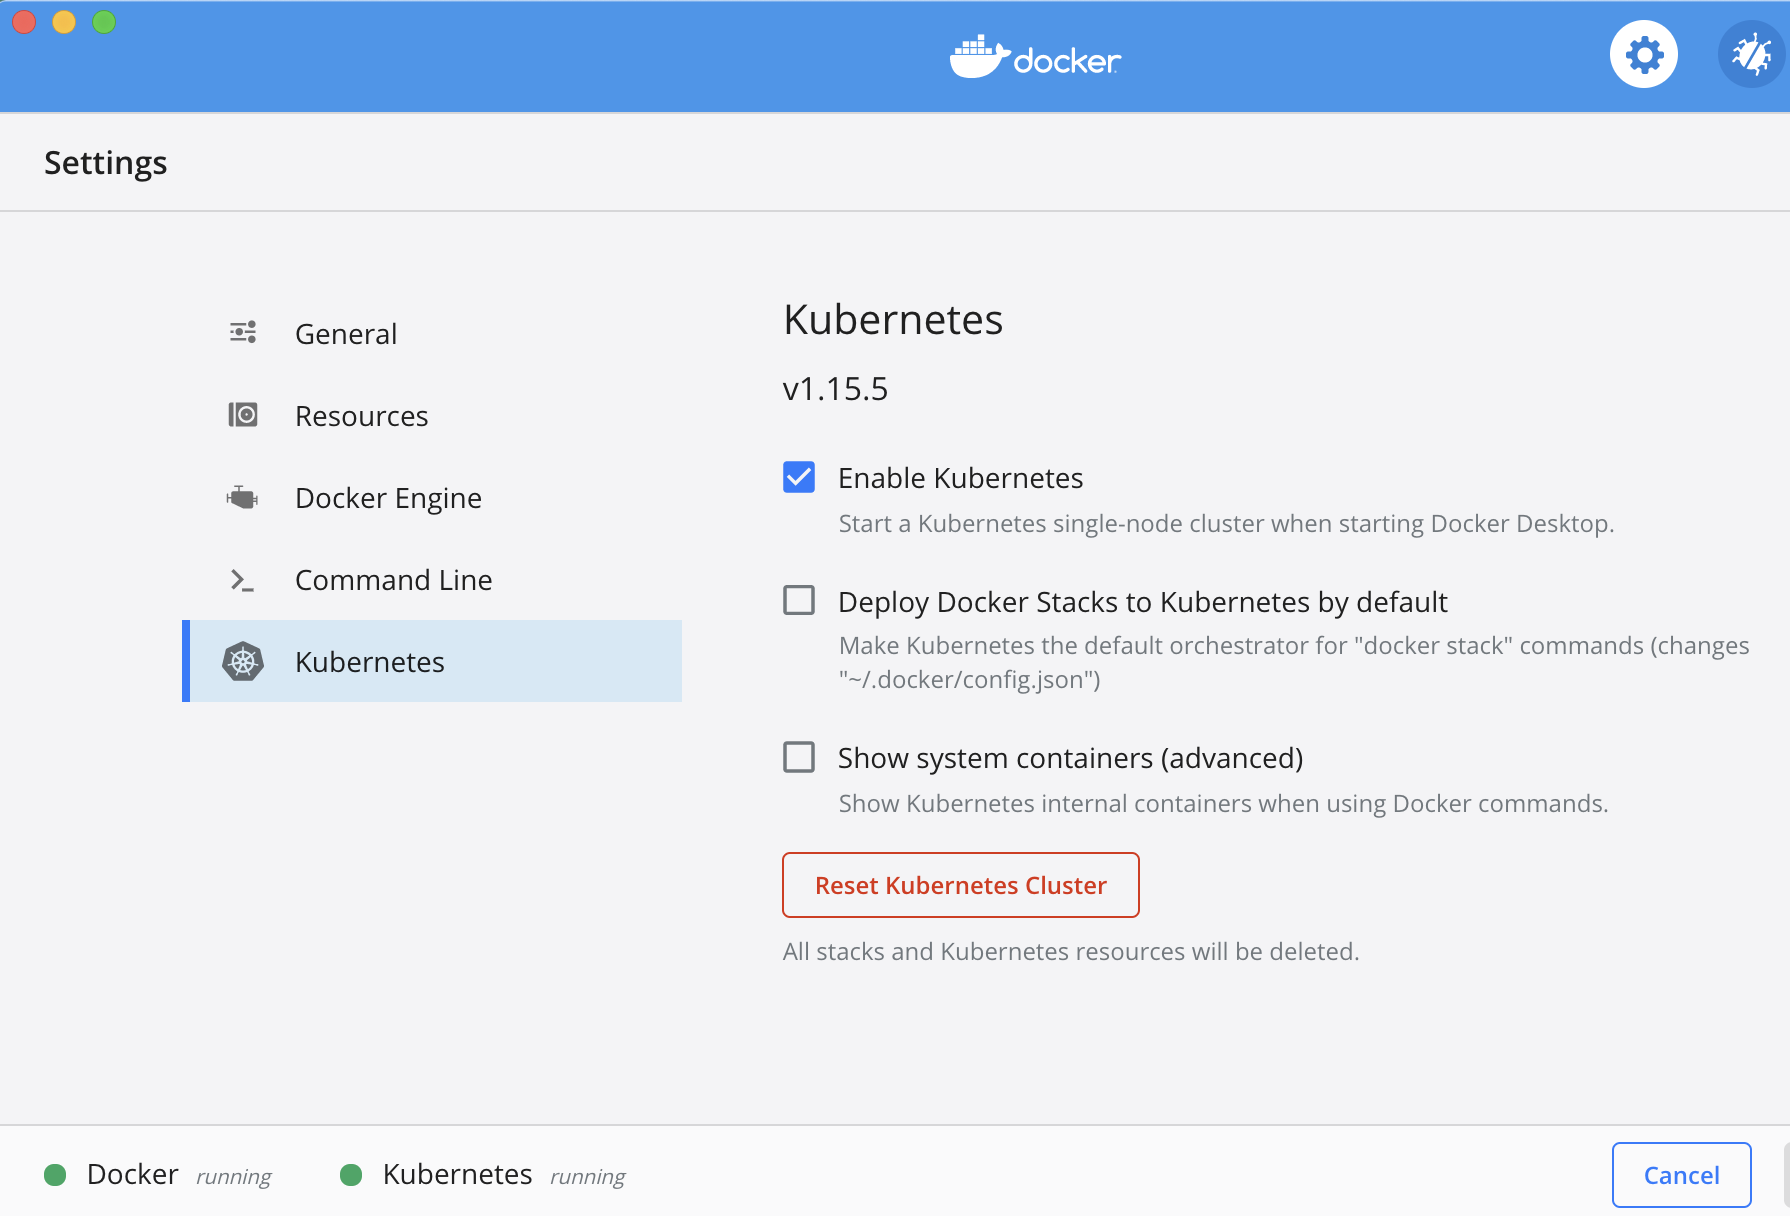 docker
Settings
General
Resources
Docker Engine
Command Line
Kubernetes
Kubernetes
v1.15.5
Enable Kubernetes
Start a Kubernetes single-node cluster when starting Docker Desktop.
Deploy Docker Stacks to Kubernetes by default
Make Kubernetes the default orchestrator for "docker stack" commands (changes
"~/.docker/config.json")
Show system containers (advanced)
Show Kubernetes internal containers when using Docker commands.
Reset Kubernetes Cluster
All stacks and Kubernetes resources will be deleted.
Docker running Kubernetes running Cancel